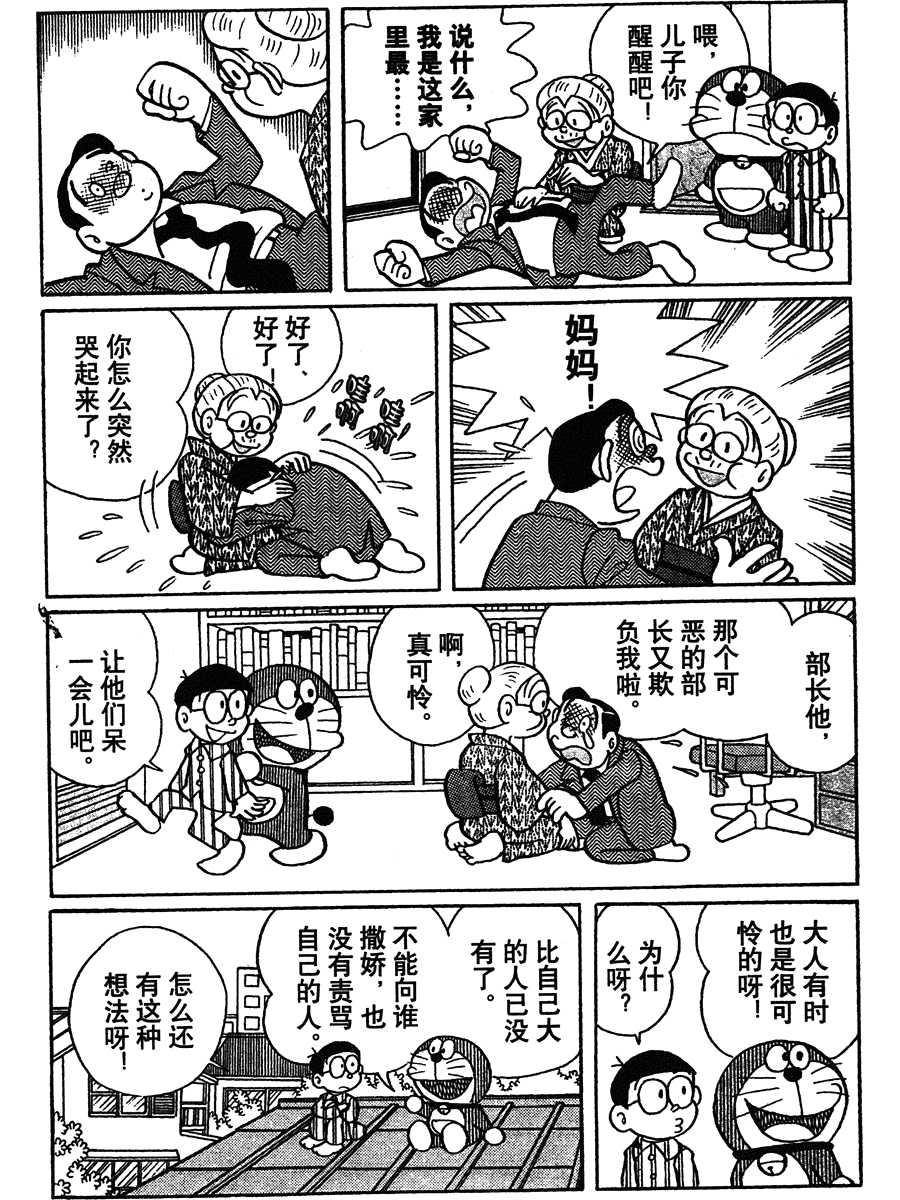 喂，
儿子你
醒醒吧！
说什么，
我是这家
里最……
妈妈！
好了、
好了！
哇啊
哇啊
你怎么突然
哭起来了？
部长他，
那个可
恶的部
长又欺
负我啦。
啊，
真可怜。
让他们呆
一会儿吧。
大人有时
也是很可
怜的呀！
为什
么呀？
比自己大
的人已没
有了。
不能向谁
撒娇，也
没有责骂
自己的人。
怎么还
有这种
想法呀！